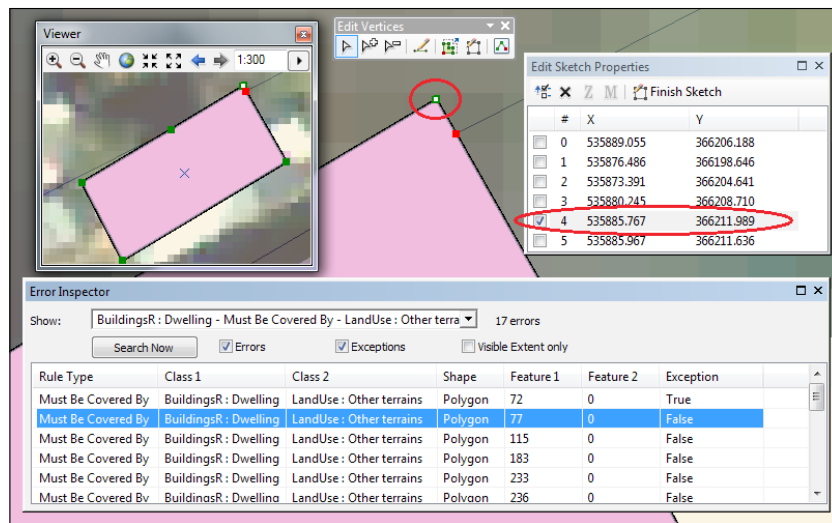 Viewer
1:300
Edit Vertices
Edit Sketch Properties
Z M Finish Sketch
# X Y
0 535889.055 366206.188
1 535876.486 366198.646
2 535873.391 366204.641
3 535880.245 366208.710
4 535885.767 366211.989
5 535885.967 366211.636
Error Inspector
Show: BuildingsR : Dwelling - Must Be Covered By - LandUse : Other terra 17 errors
Search Now Errors Exceptions Visible Extent only
Rule Type Class 1 Class 2 Shape Feature 1 Feature 2 Exception
Must Be Covered By BuildingsR : Dwelling LandUse : Other terrains Polygon 72 0 True
Must Be Covered By BuildingsR : Dwelling LandUse : Other terrains Polygon 77 0 False
Must Be Covered By BuildingsR : Dwelling LandUse : Other terrains Polygon 115 0 False
Must Be Covered By BuildingsR : Dwelling LandUse : Other terrains Polygon 183 0 False
Must Be Covered By BuildingsR : Dwelling LandUse : Other terrains Polygon 233 0 False
Must Be Covered By BuildingsR : Dwelling LandUse : Other terrains Polygon 236 0 False